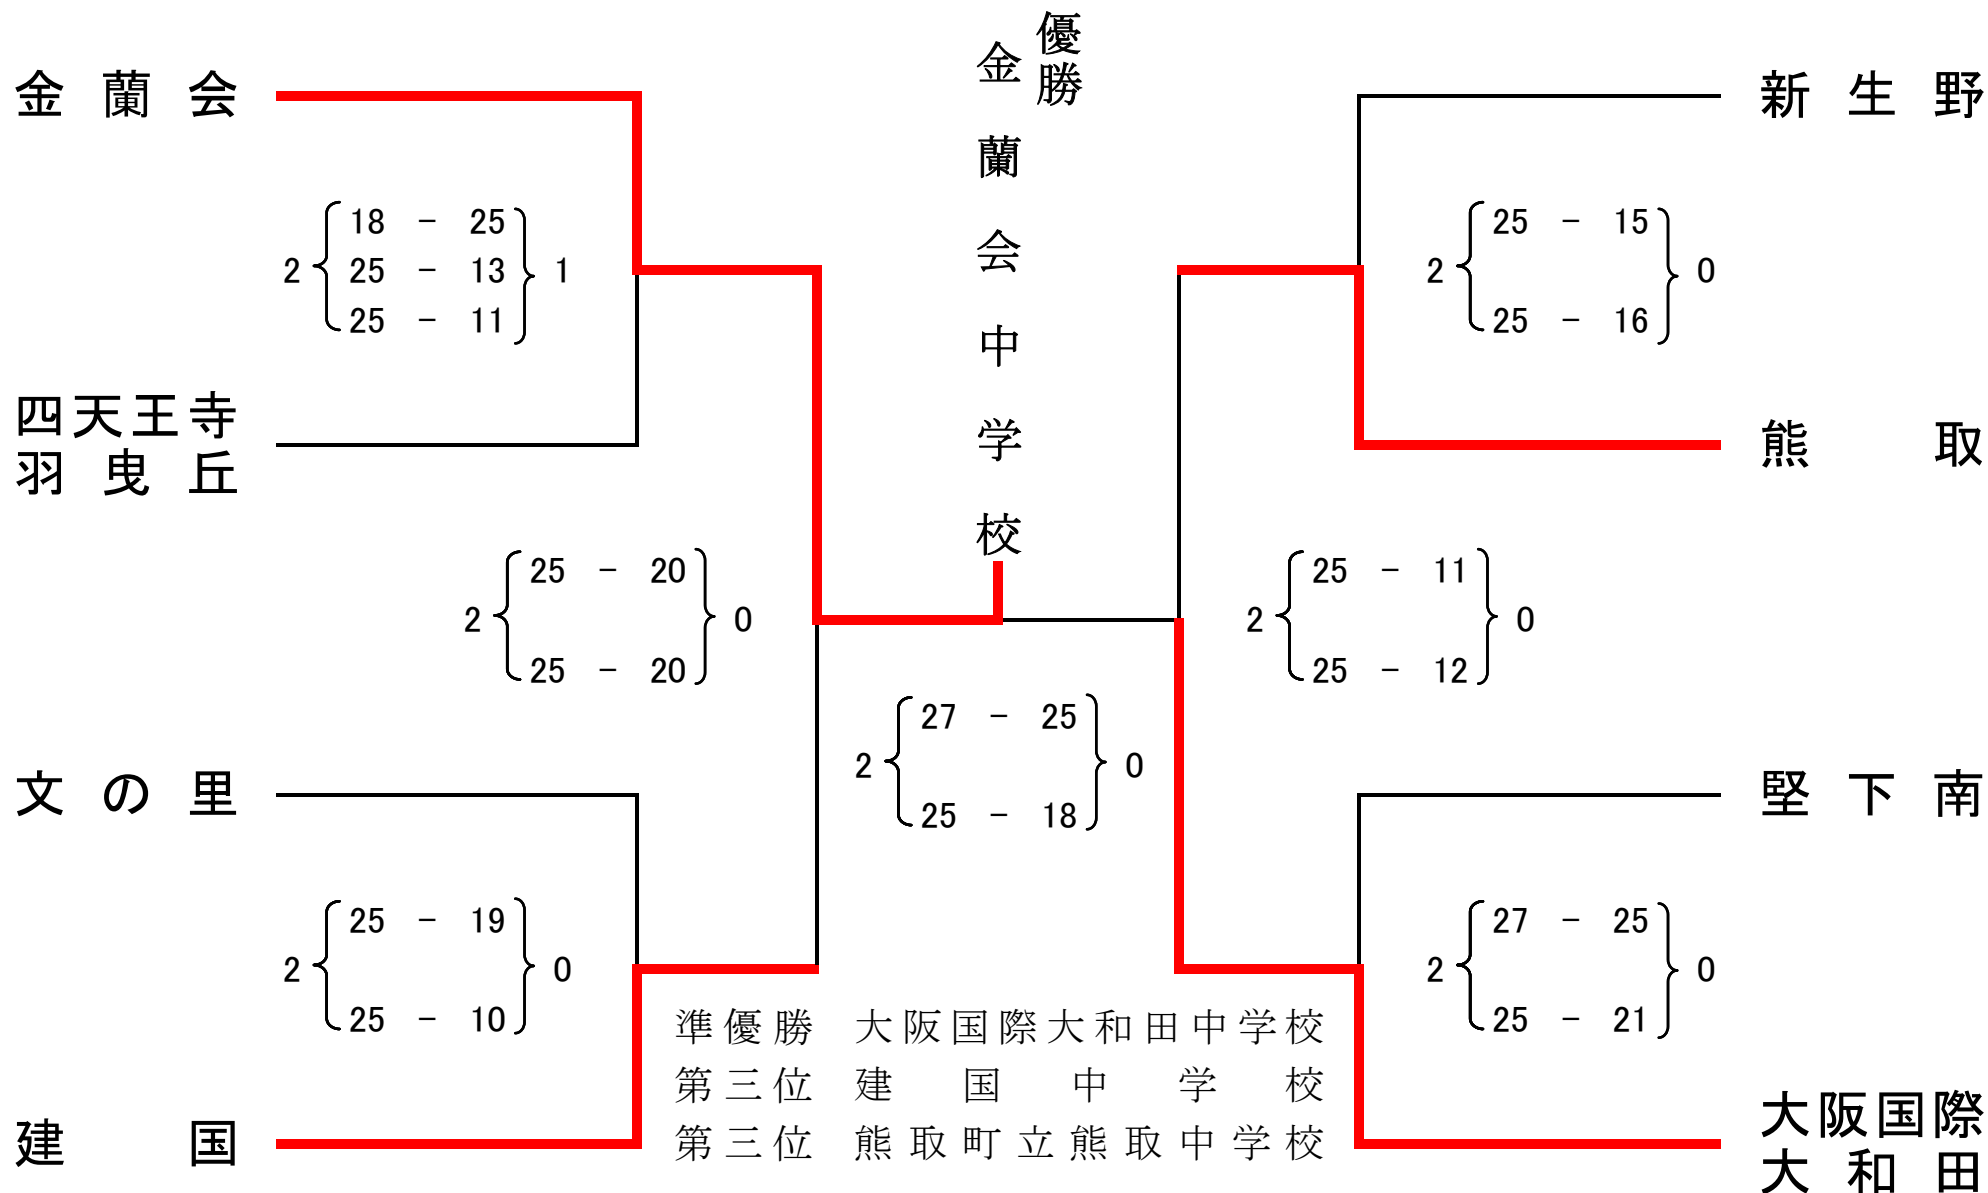 優勝
金蘭会中学校
金蘭会
新生野
18 - 25
2 25 - 13 1
25 - 11
25 - 15
2 0
25 - 16
四天王寺
羽曳丘
熊取
25 - 20
2 0
25 - 20
25 - 11
2 0
25 - 12
27 - 25
2 0
25 - 18
文の里
堅下南
25 - 19
2 0
25 - 10
27 - 25
2 0
25 - 21
建国
大阪国際
大和田
準優勝 大阪国際大和田中学校
第三位 建国中学校
第三位 熊取町立熊取中学校